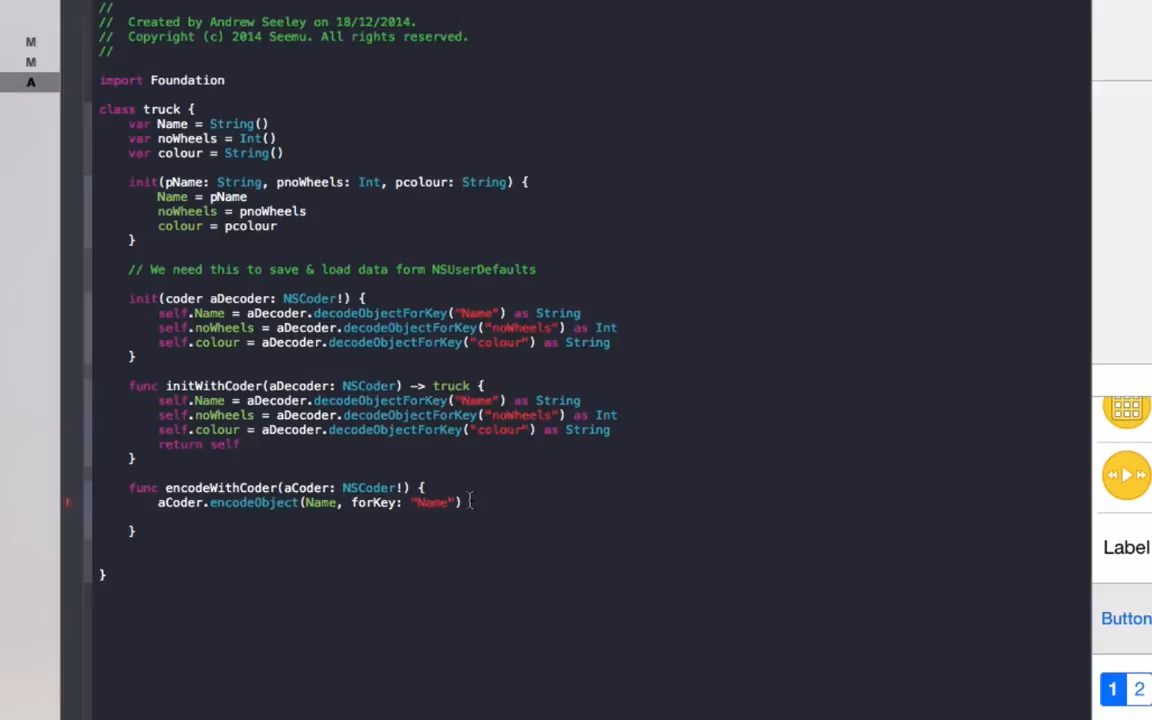 //
//  Created by Andrew Seeley on 18/12/2014.
//  Copyright (c) 2014 Seemu. All rights reserved.
//
M
M
A
import Foundation
class truck {
    var Name = String()
    var noWheels = Int()
    var colour = String()
    init(pName: String, pnoWheels: Int, pcolour: String) {
        Name = pName
        noWheels = pnoWheels
        colour = pcolour
    }
    // We need this to save & load data form NSUserDefaults
    init(coder aDecoder: NSCoder!) {
        self.Name = aDecoder.decodeObjectForKey("Name") as String
        self.noWheels = aDecoder.decodeObjectForKey("noWheels") as Int
        self.colour = aDecoder.decodeObjectForKey("colour") as String
    }
    func initWithCoder(aDecoder: NSCoder) -> truck {
        self.Name = aDecoder.decodeObjectForKey("Name") as String
        self.noWheels = aDecoder.decodeObjectForKey("noWheels") as Int
        self.colour = aDecoder.decodeObjectForKey("colour") as String
        return self
    }
    func encodeWithCoder(aCoder: NSCoder!) {
        aCoder.encodeObject(Name, forKey: "Name")
    }
}
Label
Button
1 2